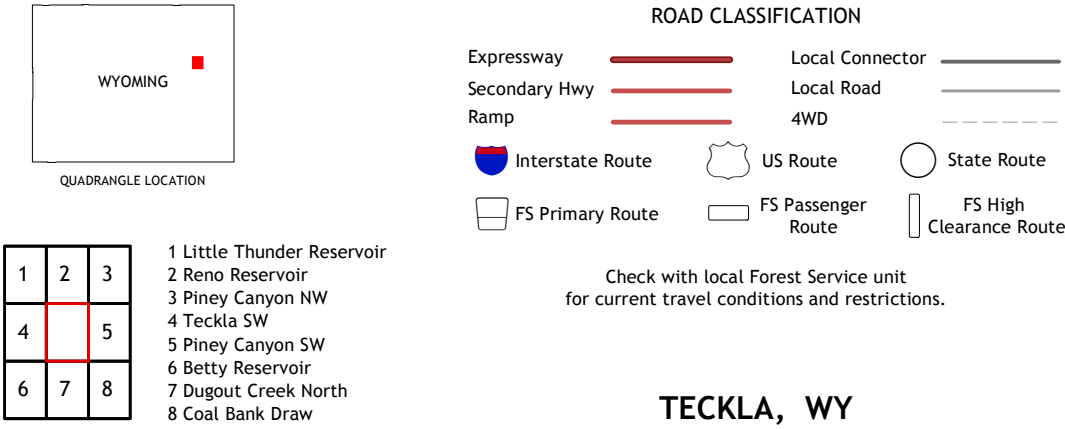 WYOMING
QUADRANGLE LOCATION
1 2 3
4 5
6 7 8
1 Little Thunder Reservoir
2 Reno Reservoir
3 Piney Canyon NW
4 Teckla SW
5 Piney Canyon SW
6 Betty Reservoir
7 Dugout Creek North
8 Coal Bank Draw
ROAD CLASSIFICATION
Expressway
Secondary Hwy
Ramp
Local Connector
Local Road
4WD
Interstate Route
US Route
State Route
FS Primary Route
FS Passenger
Route
FS High
Clearance Route
Check with local Forest Service unit
for current travel conditions and restrictions.
TECKLA, WY